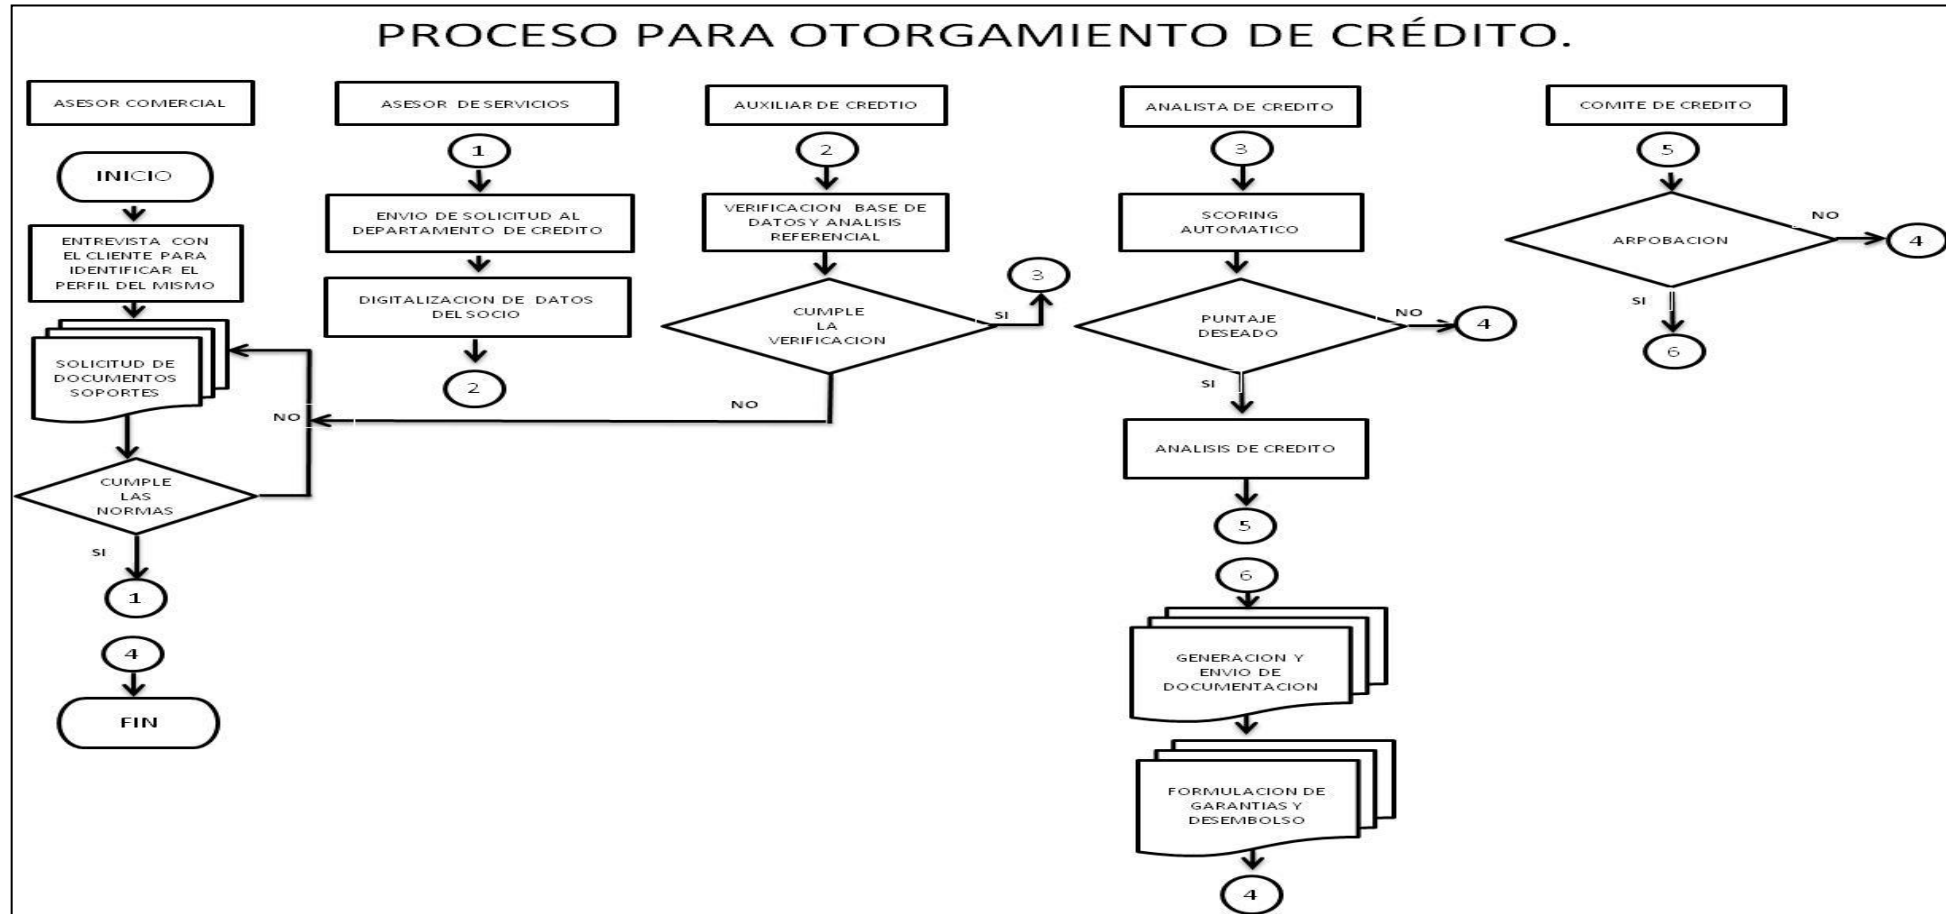 PROCESO PARA OTORGAMIENTO DE CRÉDITO.
ASESOR COMERCIAL
INICIO
ENTREVISTA CON
EL CLIENTE PARA
IDENTIFICAR EL
PERFIL DEL MISMO
SOLICITUD DE
DOCUMENTOS
SOPORTES
NO
CUMPLE
LAS
NORMAS
SI
1
4
FIN
ASESOR DE SERVICIOS
1
ENVIO DE SOLICITUD AL
DEPARTAMENTO DE CREDITO
DIGITALIZACION DE DATOS
DEL SOCIO
2
AUXILIAR DE CREDTIO
2
VERIFICACION BASE DE
DATOS Y ANALISIS
REFERENCIAL
3
CUMPLE
LA
VERIFICACION
SI
NO
ANALISTA DE CREDITO
3
SCORING
AUTOMATICO
PUNTAJE
DESEADO
NO
4
SI
ANALISIS DE CREDITO
5
6
GENERACION Y
ENVIO DE
DOCUMENTACION
FORMULACION DE
GARANTIAS Y
DESEMBOLSO
4
COMITE DE CREDITO
5
ARPOBACION
NO
4
SI
6